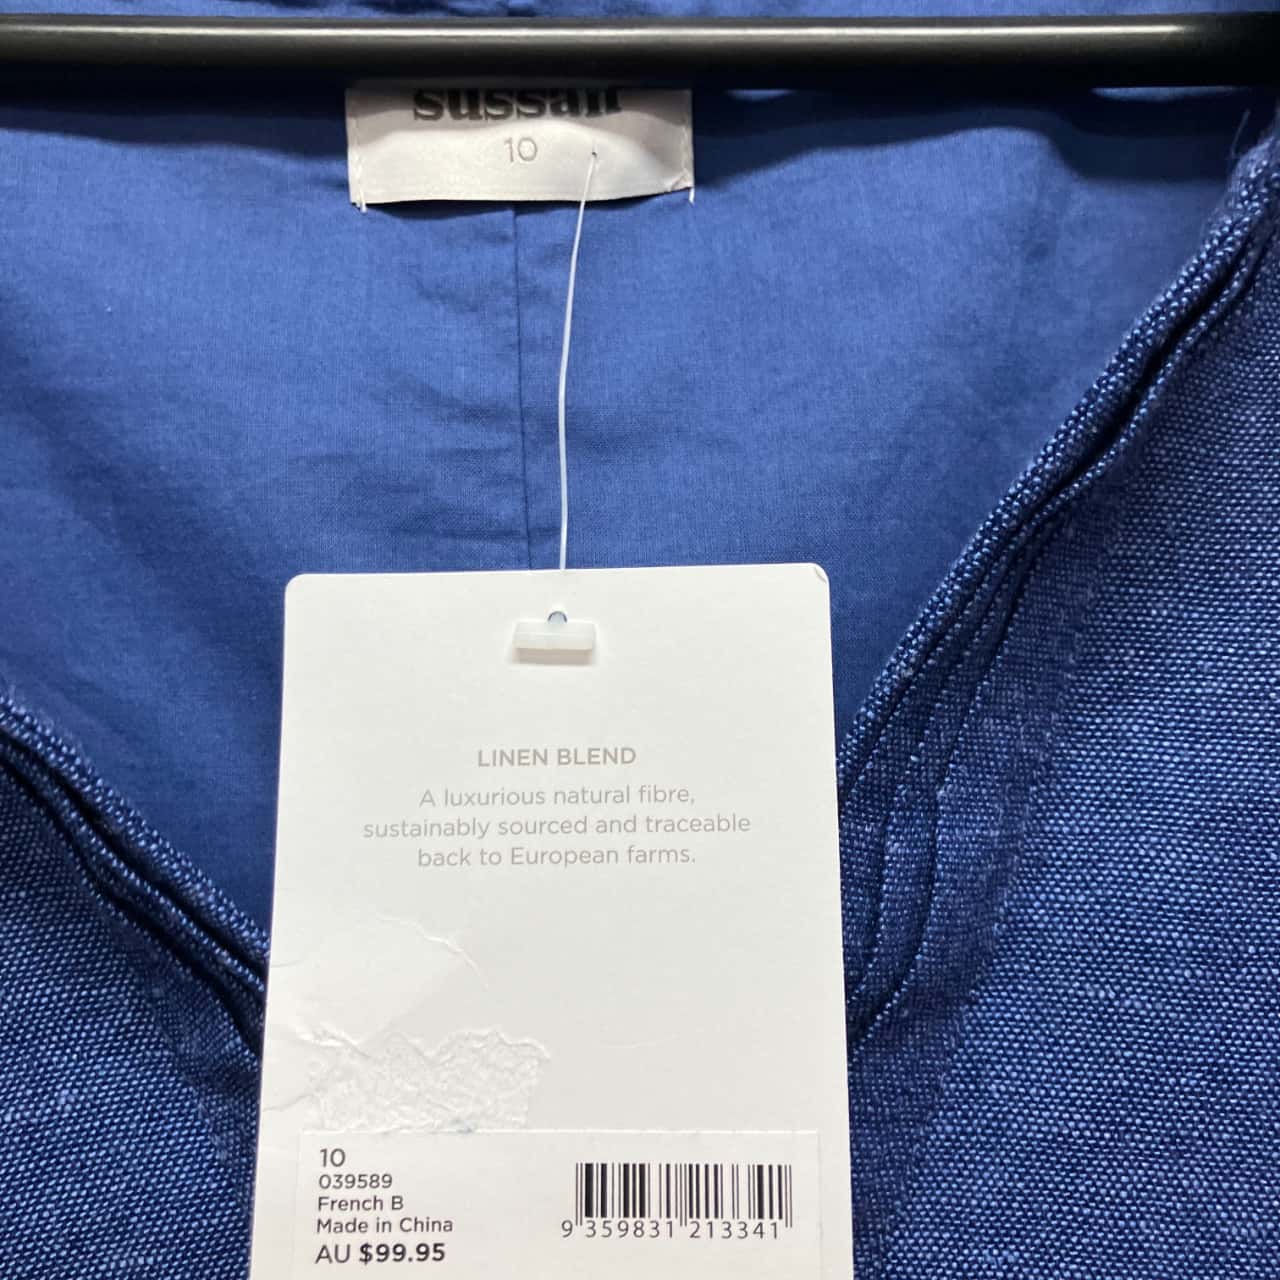 sussan
10
LINEN BLEND
A luxurious natural fibre,
sustainably sourced and traceable
back to European farms.
10
039589
French B
Made in China
AU $99.95
9 359831 213341